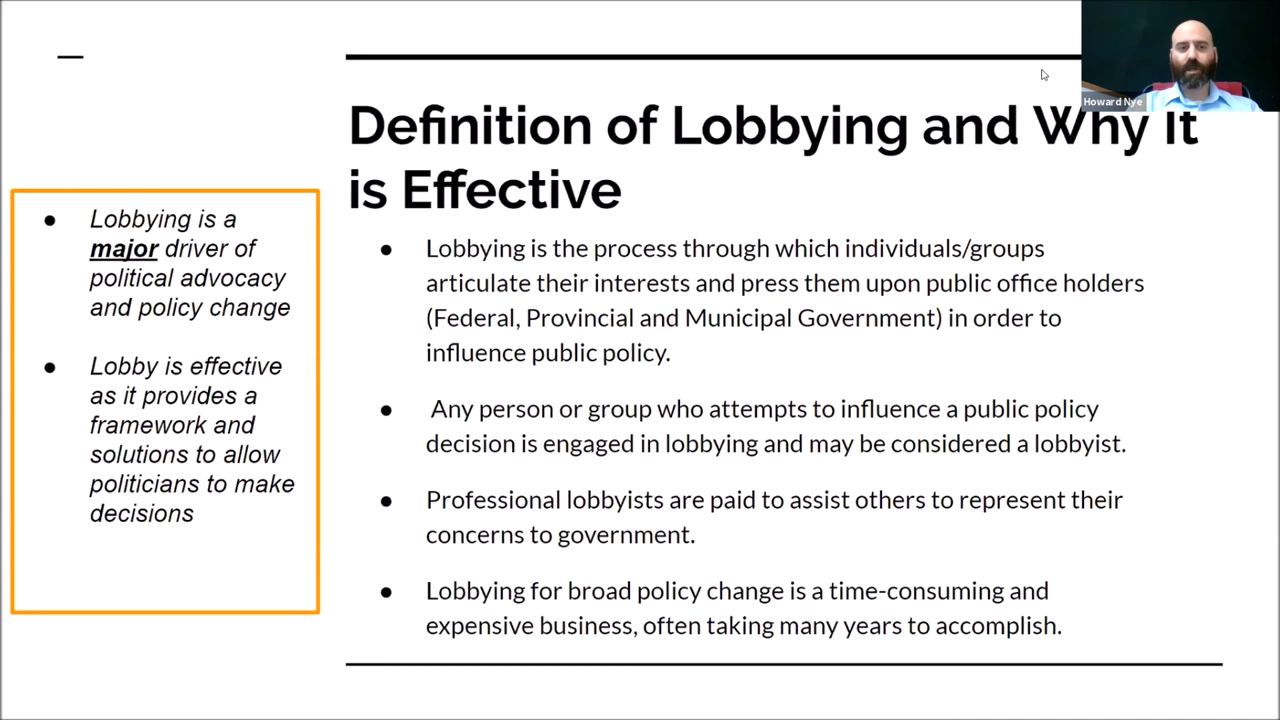 Howard Nye
Definition of Lobbying and Why It
is Effective
● Lobbying is a
major driver of
political advocacy
and policy change
● Lobby is effective
as it provides a
framework and
solutions to allow
politicians to make
decisions
● Lobbying is the process through which individuals/groups
articulate their interests and press them upon public office holders
(Federal, Provincial and Municipal Government) in order to
influence public policy.
● Any person or group who attempts to influence a public policy
decision is engaged in lobbying and may be considered a lobbyist.
● Professional lobbyists are paid to assist others to represent their
concerns to government.
● Lobbying for broad policy change is a time-consuming and
expensive business, often taking many years to accomplish.